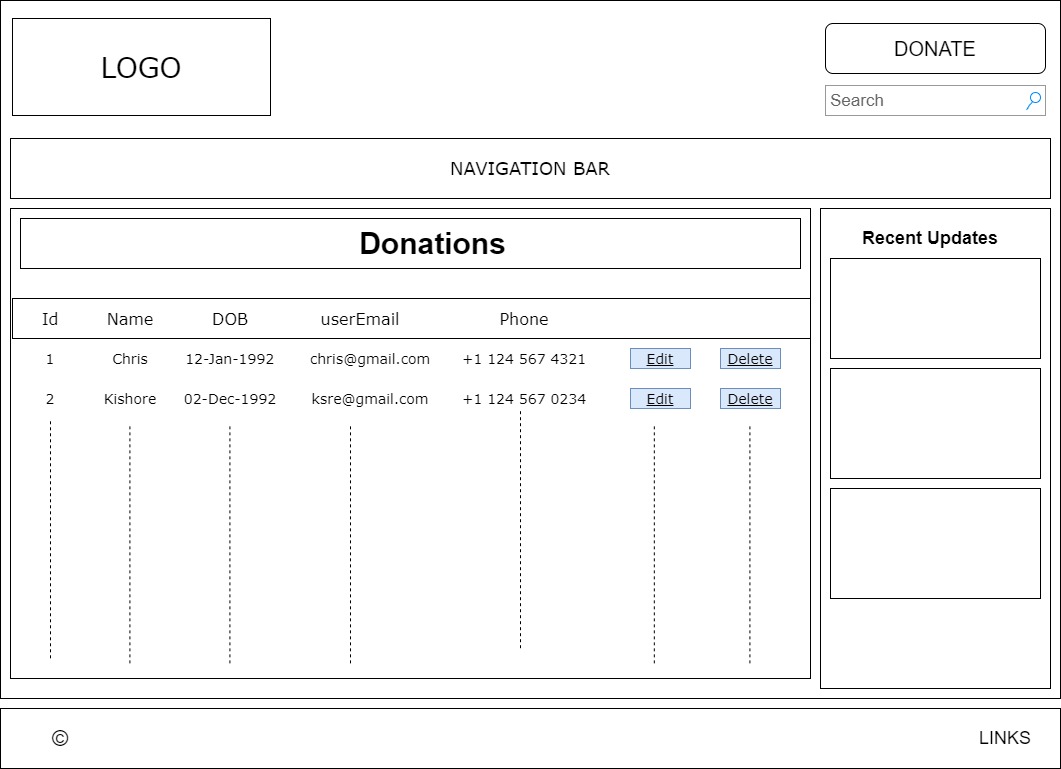 LOGO
DONATE
Search
NAVIGATION BAR
Donations
Recent Updates
Id Name DOB userEmail Phone
1 Chris 12-Jan-1992 chris@gmail.com +1 124 567 4321 Edit Delete
2 Kishore 02-Dec-1992 ksre@gmail.com +1 124 567 0234 Edit Delete
© LINKS